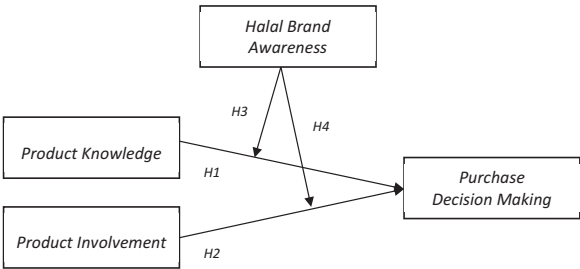 Halal Brand
Awareness
H3
H4
Product Knowledge
H1
Purchase
Decision Making
Product Involvement
H2